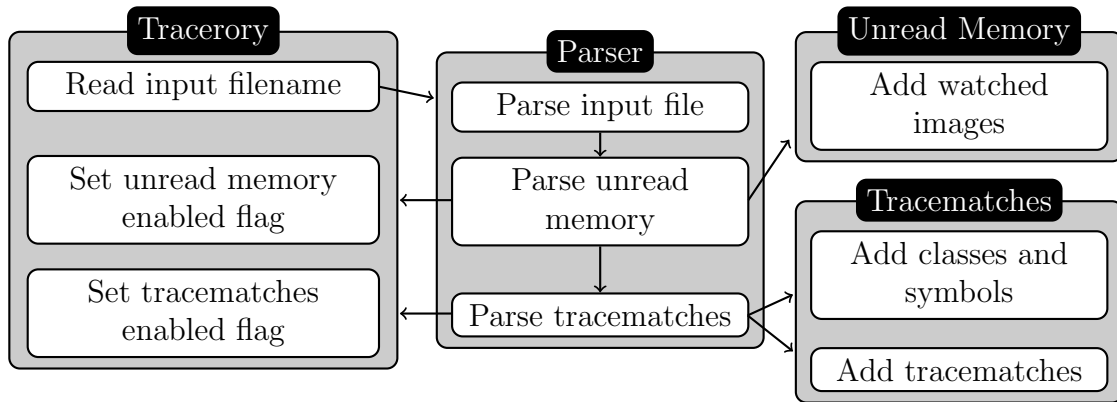 Tracerory
Read input filename
Set unread memory
enabled flag
Set tracematches
enabled flag
Parser
Parse input file
Parse unread
memory
Parse tracematches
Unread Memory
Add watched
images
Tracematches
Add classes and
symbols
Add tracematches